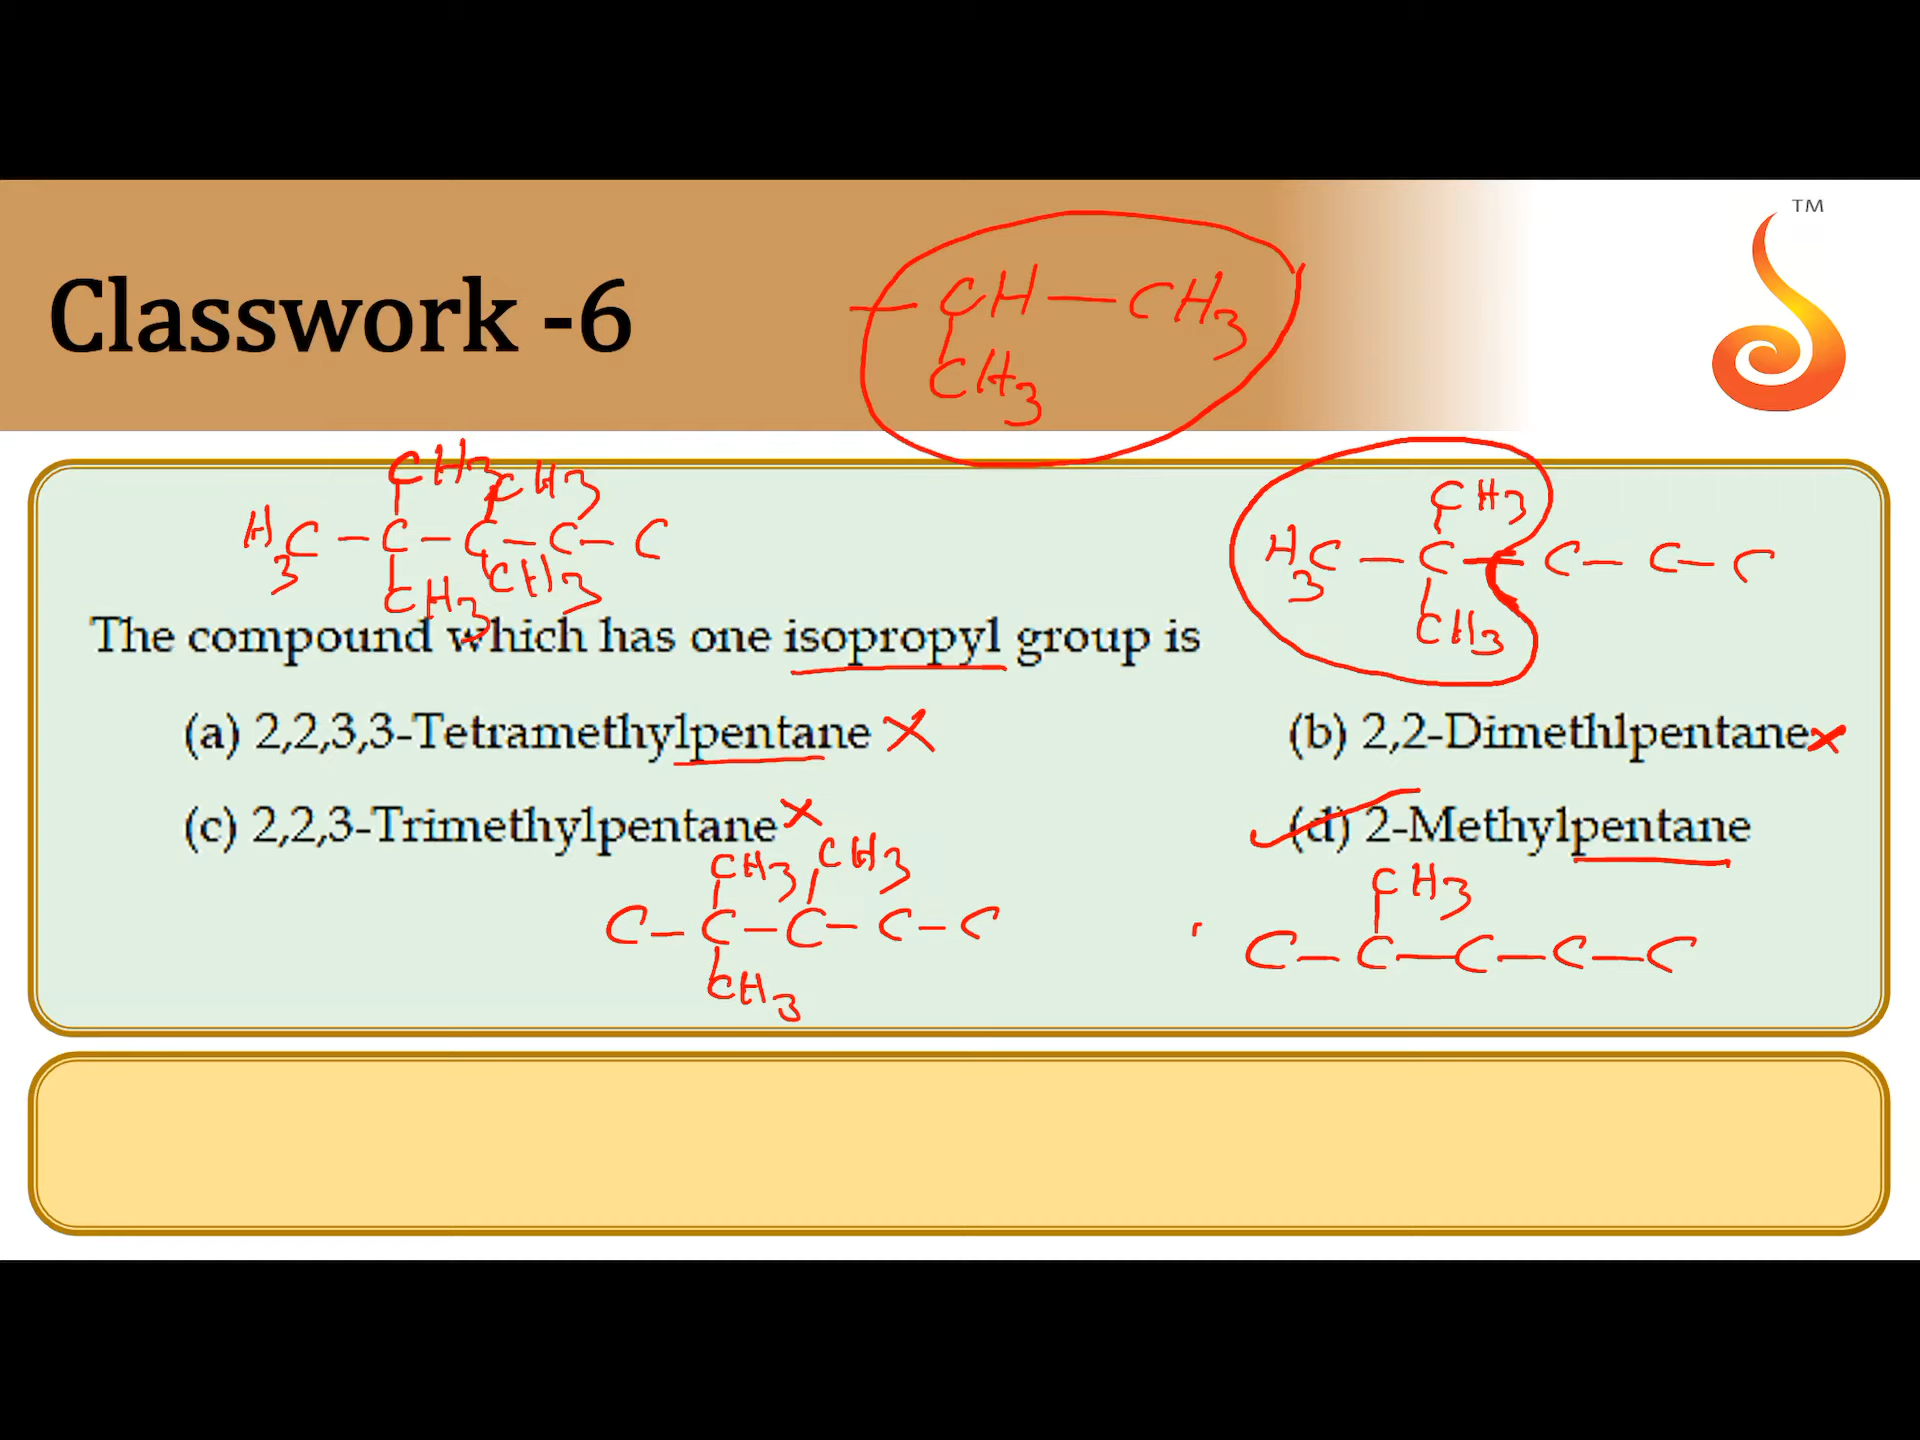 TM
Classwork -6
— CH — CH3
CH3
CH3 CH3
H3C — C — C — C — C
CH3 CH3
CH3
H3C — C — C — C — C
CH3
The compound which has one isopropyl group is
(a) 2,2,3,3-Tetramethylpentane ×
(b) 2,2-Dimethlpentane ×
(c) 2,2,3-Trimethylpentane ×
(d) 2-Methylpentane
CH3 CH3
C — C — C — C — C
CH3
CH3
C — C — C — C — C